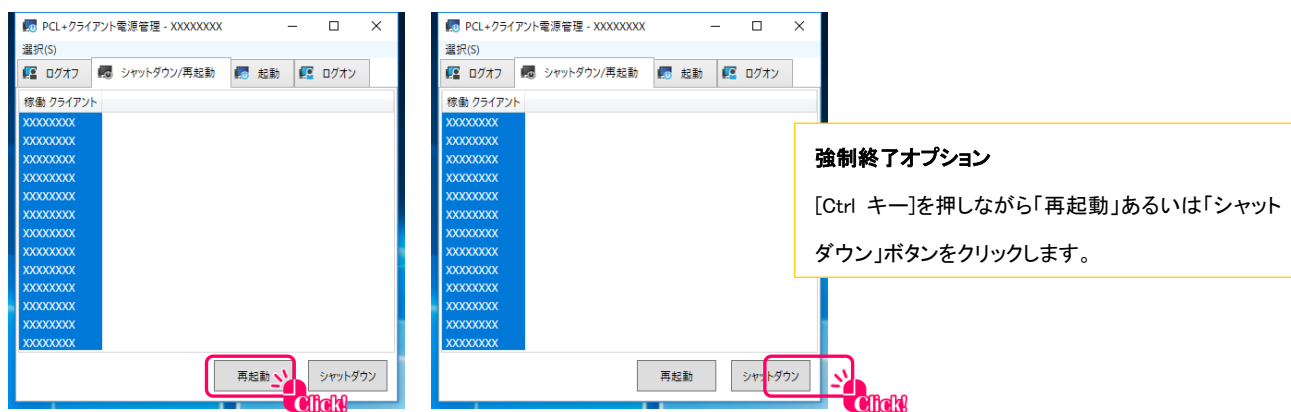 PCL+クライアント電源管理 - XXXXXXXX
選択(S)
ログオフ シャットダウン/再起動 起動 ログオン
稼働 クライアント
XXXXXXXX
XXXXXXXX
XXXXXXXX
XXXXXXXX
XXXXXXXX
XXXXXXXX
XXXXXXXX
XXXXXXXX
XXXXXXXX
XXXXXXXX
XXXXXXXX
XXXXXXXX
XXXXXXXX
再起動 シャットダウン
Click!
PCL+クライアント電源管理 - XXXXXXXX
選択(S)
ログオフ シャットダウン/再起動 起動 ログオン
稼働 クライアント
XXXXXXXX
XXXXXXXX
XXXXXXXX
XXXXXXXX
XXXXXXXX
XXXXXXXX
XXXXXXXX
XXXXXXXX
XXXXXXXX
XXXXXXXX
XXXXXXXX
XXXXXXXX
XXXXXXXX
再起動 シャットダウン
Click!
強制終了オプション
[Ctrl キー]を押しながら「再起動」あるいは「シャット
ダウン」ボタンをクリックします。